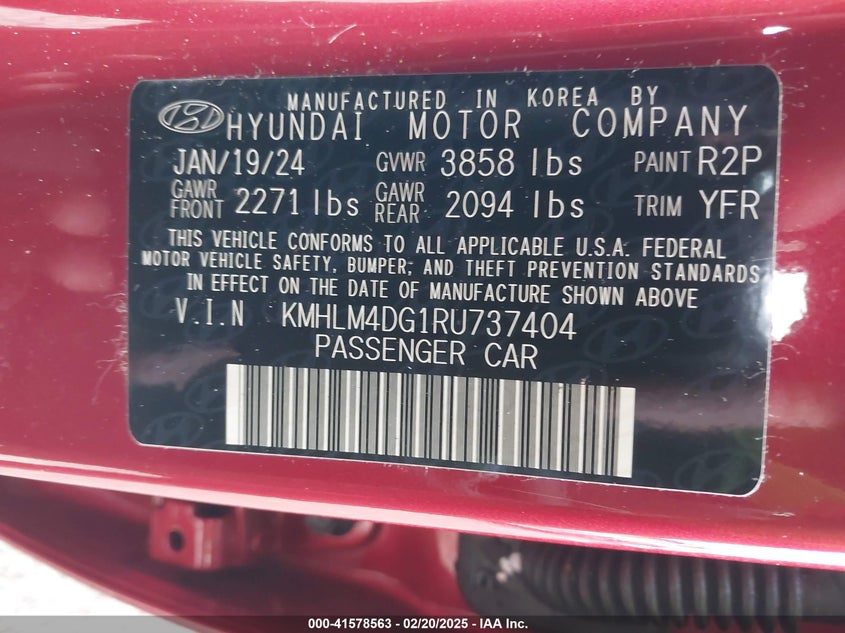 MANUFACTURED IN KOREA BY
HYUNDAI MOTOR COMPANY
JAN/19/24 GVWR 3858 lbs PAINT R2P
GAWR FRONT 2271 lbs GAWR REAR 2094 lbs TRIM YFR
THIS VEHICLE CONFORMS TO ALL APPLICABLE U.S.A. FEDERAL
MOTOR VEHICLE SAFETY, BUMPER, AND THEFT PREVENTION STANDARDS
IN EFFECT ON THE DATE OF MANUFACTURE SHOWN ABOVE
V.I.N KMHLM4DG1RU737404
PASSENGER CAR
000-41578563 - 02/20/2025 - IAA Inc.